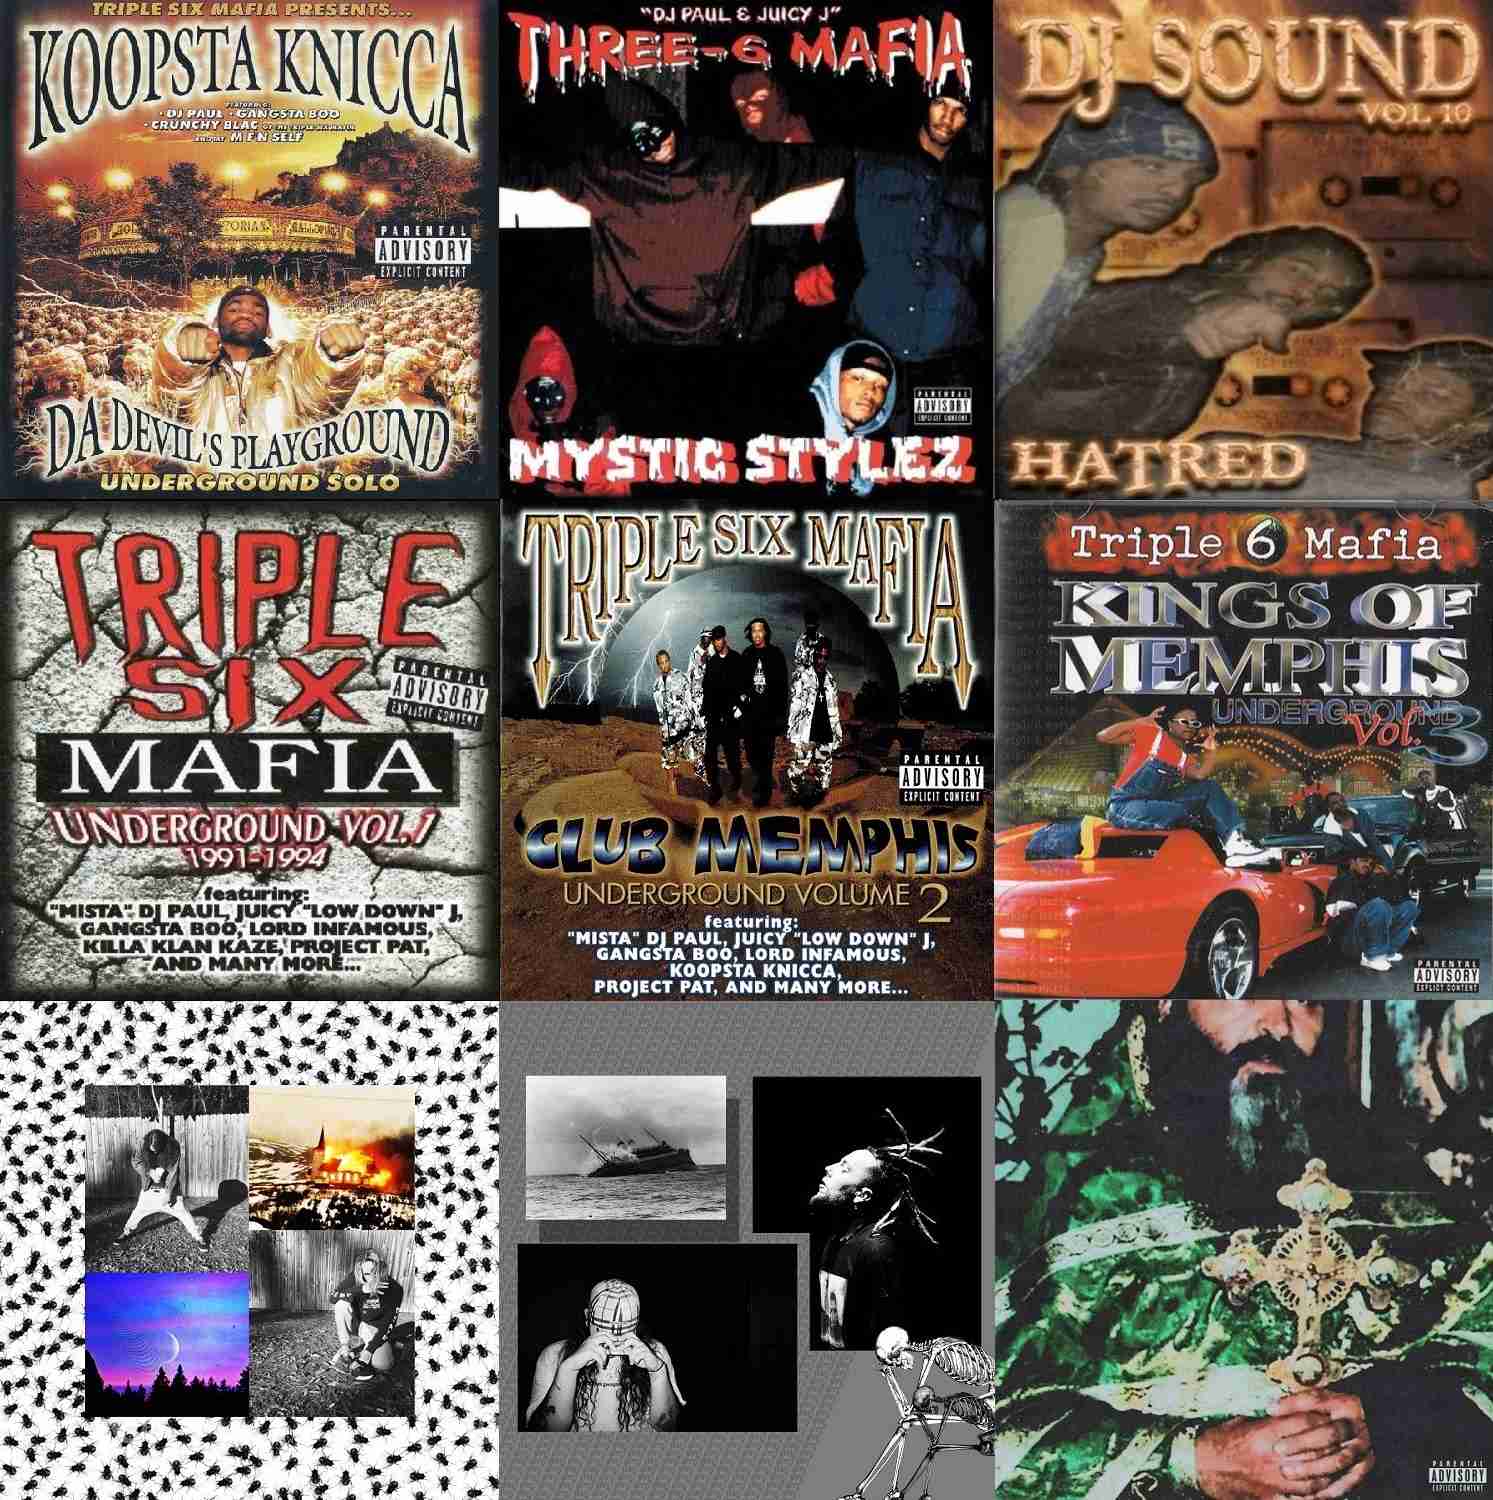 TRIPLE SIX MAFIA PRESENTS...
KOOPSTA KNICCA
FEATURING:
• DJ PAUL • GANGSTA BOO
• CRUNCHY BLAC OF THE TRIPLE SIX MAFIA
M.E.N SELF
PARENTAL
ADVISORY
EXPLICIT CONTENT
DA DEVIL'S PLAYGROUND
UNDERGROUND SOLO
"DJ PAUL & JUICY J"
THREE-6 MAFIA
PARENTAL
ADVISORY
EXPLICIT CONTENT
MYSTIC STYLEZ
DJ SOUND
VOL 10
HATRED
TRIPLE
SIX
MAFIA
PARENTAL
ADVISORY
EXPLICIT CONTENT
UNDERGROUND VOL.1
1991-1994
featuring:
"MISTA" DJ PAUL, JUICY "LOW DOWN" J,
GANGSTA BOO, LORD INFAMOUS,
KILLA KLAN KAZE, PROJECT PAT,
AND MANY MORE...
TRIPLE SIX MAFIA
PARENTAL
ADVISORY
EXPLICIT CONTENT
'CLUB MEMPHIS
UNDERGROUND VOLUME 2
featuring:
"MISTA" DJ PAUL, JUICY "LOW DOWN" J,
GANGSTA BOO, LORD INFAMOUS,
KOOPSTA KNICCA,
PROJECT PAT, AND MANY MORE...
Triple 6 Mafia
KINGS OF
MEMPHIS
UNDERGROUND
Vol. 3
PARENTAL
ADVISORY
EXPLICIT CONTENT
PARENTAL
ADVISORY
EXPLICIT CONTENT